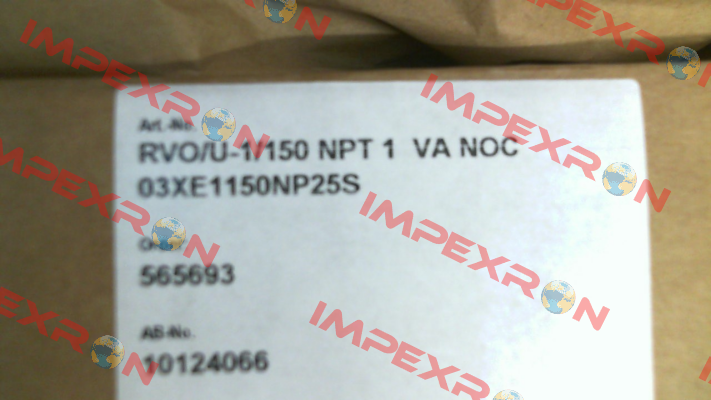 Art.-No.
RVO/U-1/150 NPT 1 VA NOC
03XE1150NP25S
565693
AB-No.
10124066
IMPEXRON
IMPEXRON
IMPEXRON
IMPEXRON
IMPEXRON
IMPEXRON